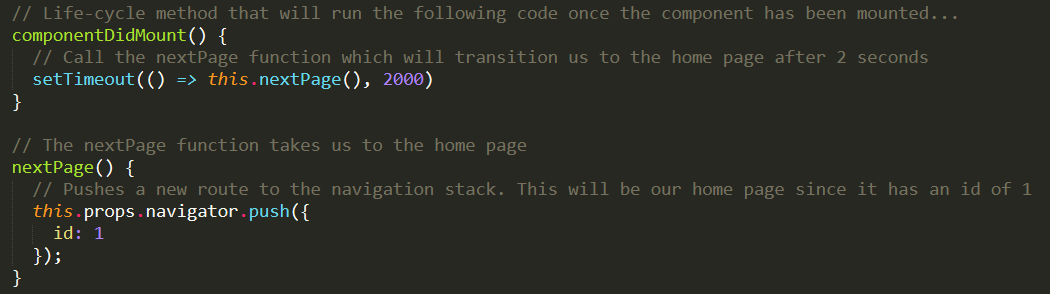 // Life-cycle method that will run the following code once the component has been mounted...
componentDidMount() {
  // Call the nextPage function which will transition us to the home page after 2 seconds
  setTimeout(() => this.nextPage(), 2000)
}

// The nextPage function takes us to the home page
nextPage() {
  // Pushes a new route to the navigation stack. This will be our home page since it has an id of 1
  this.props.navigator.push({
    id: 1
  });
}